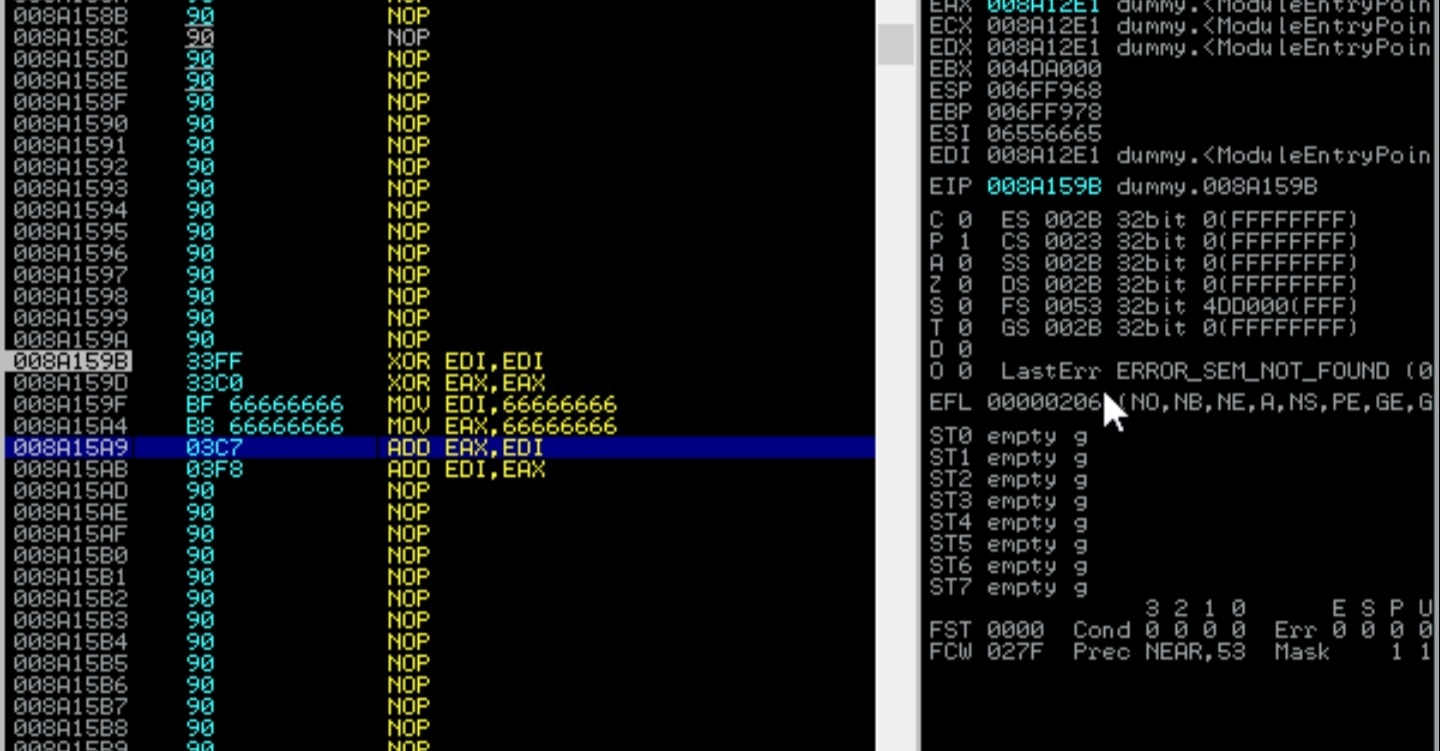 008A158B 90 NOP
008A158C 90 NOP
008A158D 90 NOP
008A158E 90 NOP
008A158F 90 NOP
008A1590 90 NOP
008A1591 90 NOP
008A1592 90 NOP
008A1593 90 NOP
008A1594 90 NOP
008A1595 90 NOP
008A1596 90 NOP
008A1597 90 NOP
008A1598 90 NOP
008A1599 90 NOP
008A159A 90 NOP
008A159B 33FF XOR EDI,EDI
008A159D 33C0 XOR EAX,EAX
008A159F BF 66666666 MOV EDI,66666666
008A15A4 B8 66666666 MOV EAX,66666666
008A15A9 03C7 ADD EAX,EDI
008A15AB 03F8 ADD EDI,EAX
008A15AD 90 NOP
008A15AE 90 NOP
008A15AF 90 NOP
008A15B0 90 NOP
008A15B1 90 NOP
008A15B2 90 NOP
008A15B3 90 NOP
008A15B4 90 NOP
008A15B5 90 NOP
008A15B6 90 NOP
008A15B7 90 NOP
008A15B8 90 NOP
008A15B9 90 NOP
EAX 008A12E1 dummy.<ModuleEntryPoin
ECX 008A12E1 dummy.<ModuleEntryPoin
EDX 008A12E1 dummy.<ModuleEntryPoin
EBX 004DA000
ESP 006FF968
EBP 006FF978
ESI 06556665
EDI 008A12E1 dummy.<ModuleEntryPoin
EIP 008A159B dummy.008A159B
C 0 ES 002B 32bit 0(FFFFFFFF)
P 1 CS 0023 32bit 0(FFFFFFFF)
A 0 SS 002B 32bit 0(FFFFFFFF)
Z 0 DS 002B 32bit 0(FFFFFFFF)
S 0 FS 0053 32bit 4DD000(FFF)
T 0 GS 002B 32bit 0(FFFFFFFF)
D 0
O 0 LastErr ERROR_SEM_NOT_FOUND (0
EFL 00000206 (NO,NB,NE,A,NS,PE,GE,G
ST0 empty g
ST1 empty g
ST2 empty g
ST3 empty g
ST4 empty g
ST5 empty g
ST6 empty g
ST7 empty g
3 2 1 0 E S P U
FST 0000 Cond 0 0 0 0 Err 0 0 0 0
FCW 027F Prec NEAR,53 Mask 1 1